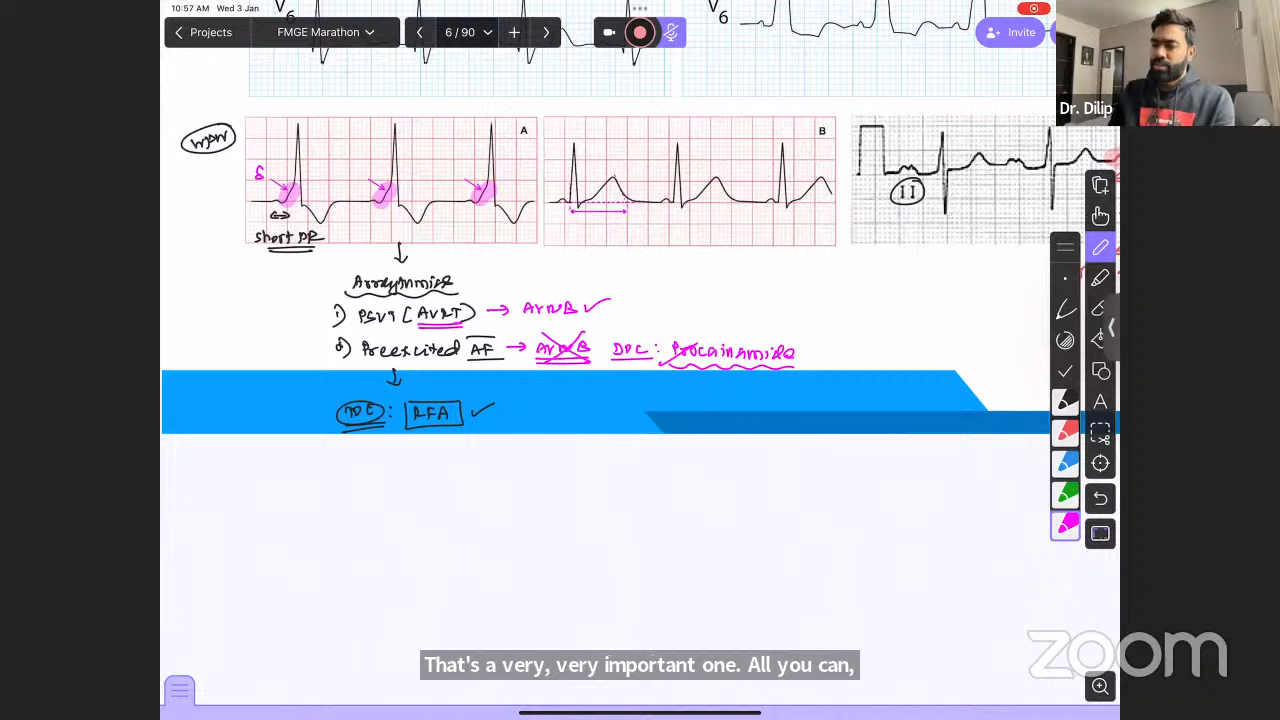 10:57 AM Wed 3 Jan
V6
V6
Projects
FMGE Marathon
6 / 90
Invite
Dr. Dilip
WPW
A
B
δ
II
Short PR
Arrhythmias
1) PSVT (AVRT) → AVNB ✓
2) Preexcited AF → AVNB DOC: Procainamide
TOC: RFA ✓
A
That's a very, very important one. All you can,
zoom